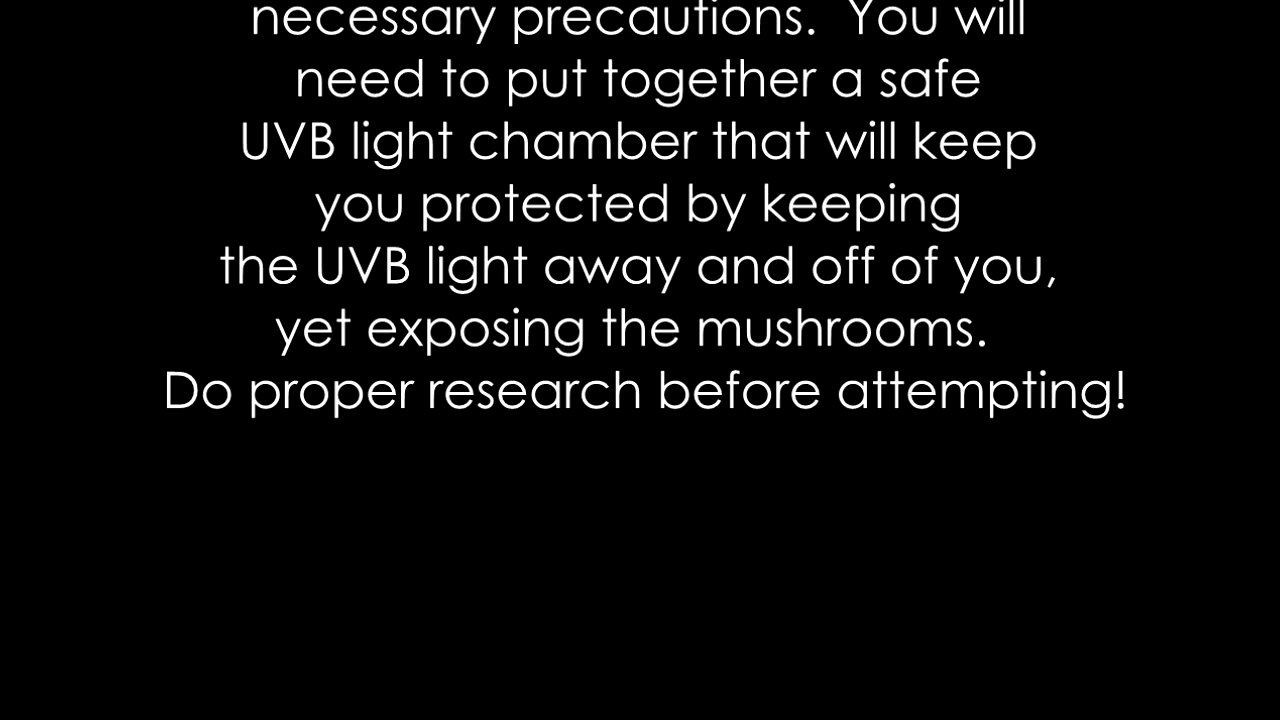 necessary precautions.  You will
need to put together a safe
UVB light chamber that will keep
you protected by keeping
the UVB light away and off of you,
yet exposing the mushrooms.
Do proper research before attempting!